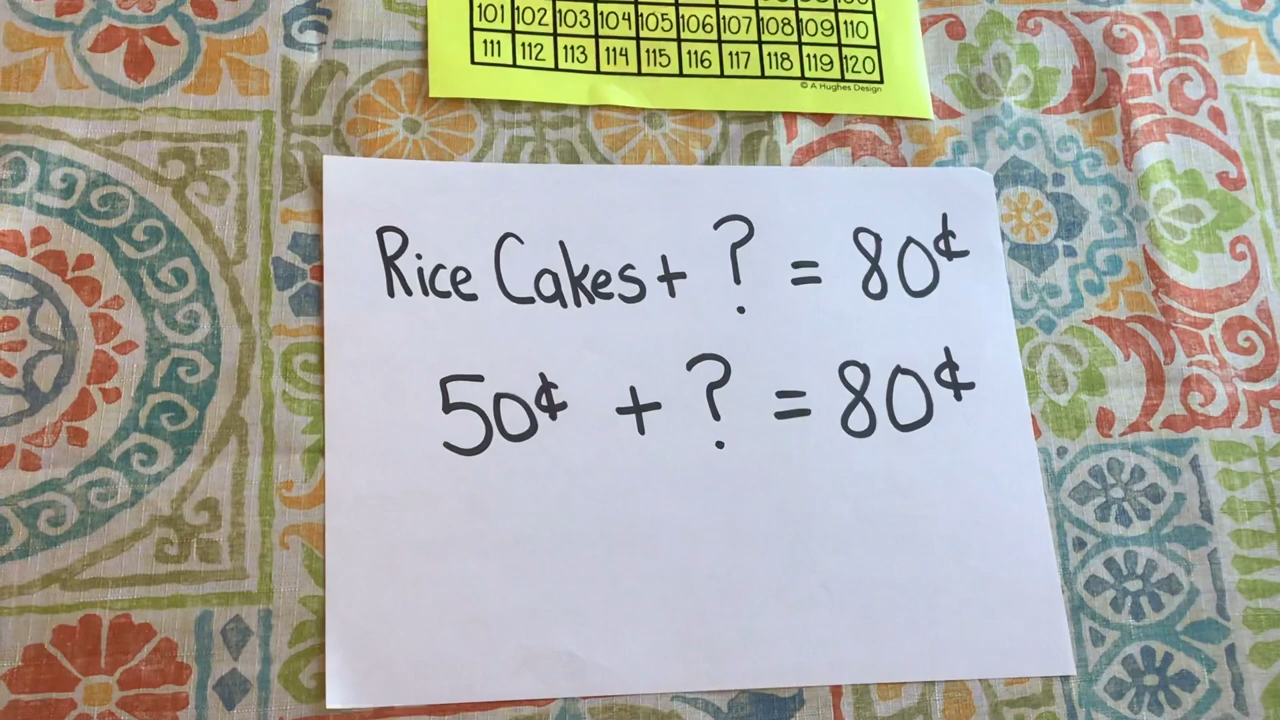 101 102 103 104 105 106 107 108 109 110
111 112 113 114 115 116 117 118 119 120
© A Hughes Design
Rice Cakes + ? = 80¢
50¢ + ? = 80¢